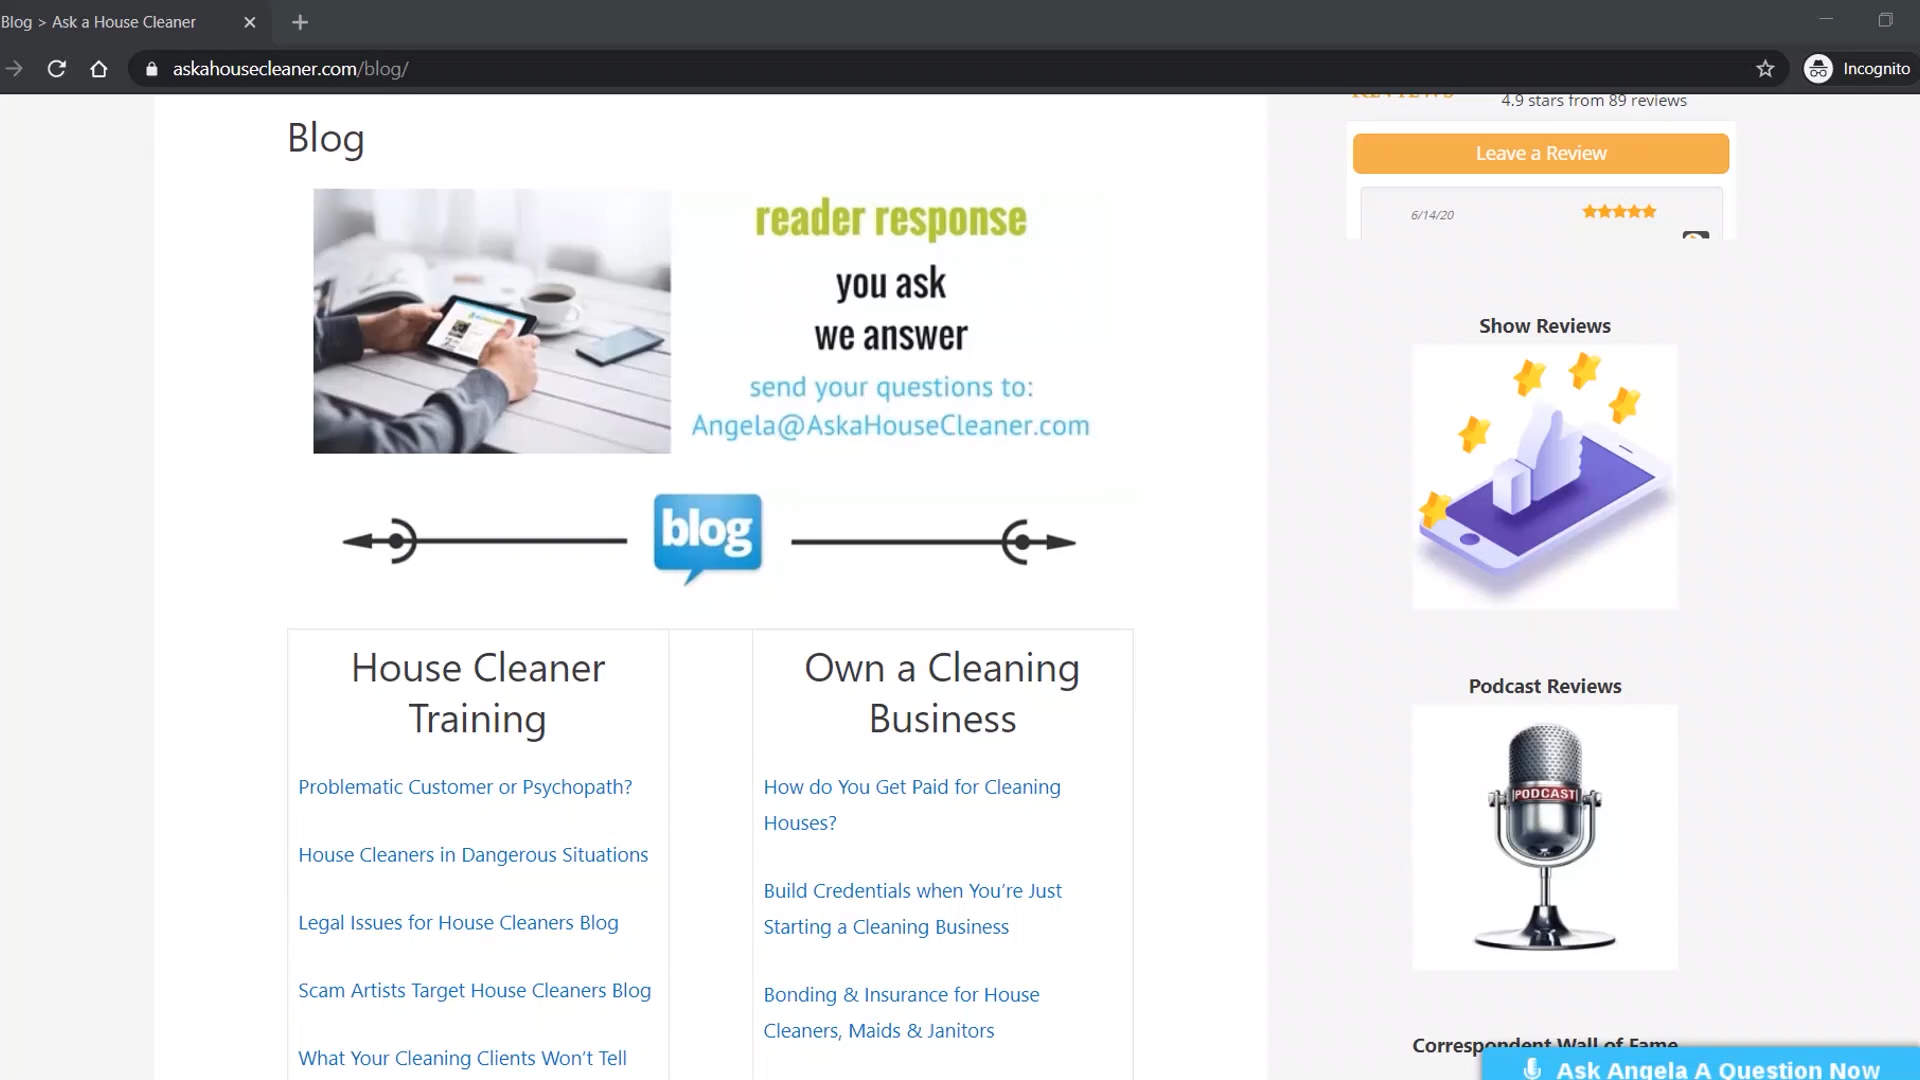 Blog > Ask a House Cleaner
askahousecleaner.com/blog/
Incognito
Blog
reader response
you ask
we answer
send your questions to:
Angela@AskaHouseCleaner.com
blog
House Cleaner
Training
Problematic Customer or Psychopath?
House Cleaners in Dangerous Situations
Legal Issues for House Cleaners Blog
Scam Artists Target House Cleaners Blog
What Your Cleaning Clients Won't Tell
Own a Cleaning
Business
How do You Get Paid for Cleaning
Houses?
Build Credentials when You're Just
Starting a Cleaning Business
Bonding & Insurance for House
Cleaners, Maids & Janitors
4.9 stars from 89 reviews
Leave a Review
6/14/20
Show Reviews
Podcast Reviews
PODCAST
Correspondent Wall of Fame
Ask Angela A Question Now